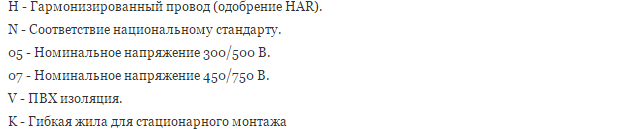 H - Гармонизированный провод (одобрение HAR).
N - Соответствие национальному стандарту.
05 - Номинальное напряжение 300/500 В.
07 - Номинальное напряжение 450/750 В.
V - ПВХ изоляция.
K - Гибкая жила для стационарного монтажа